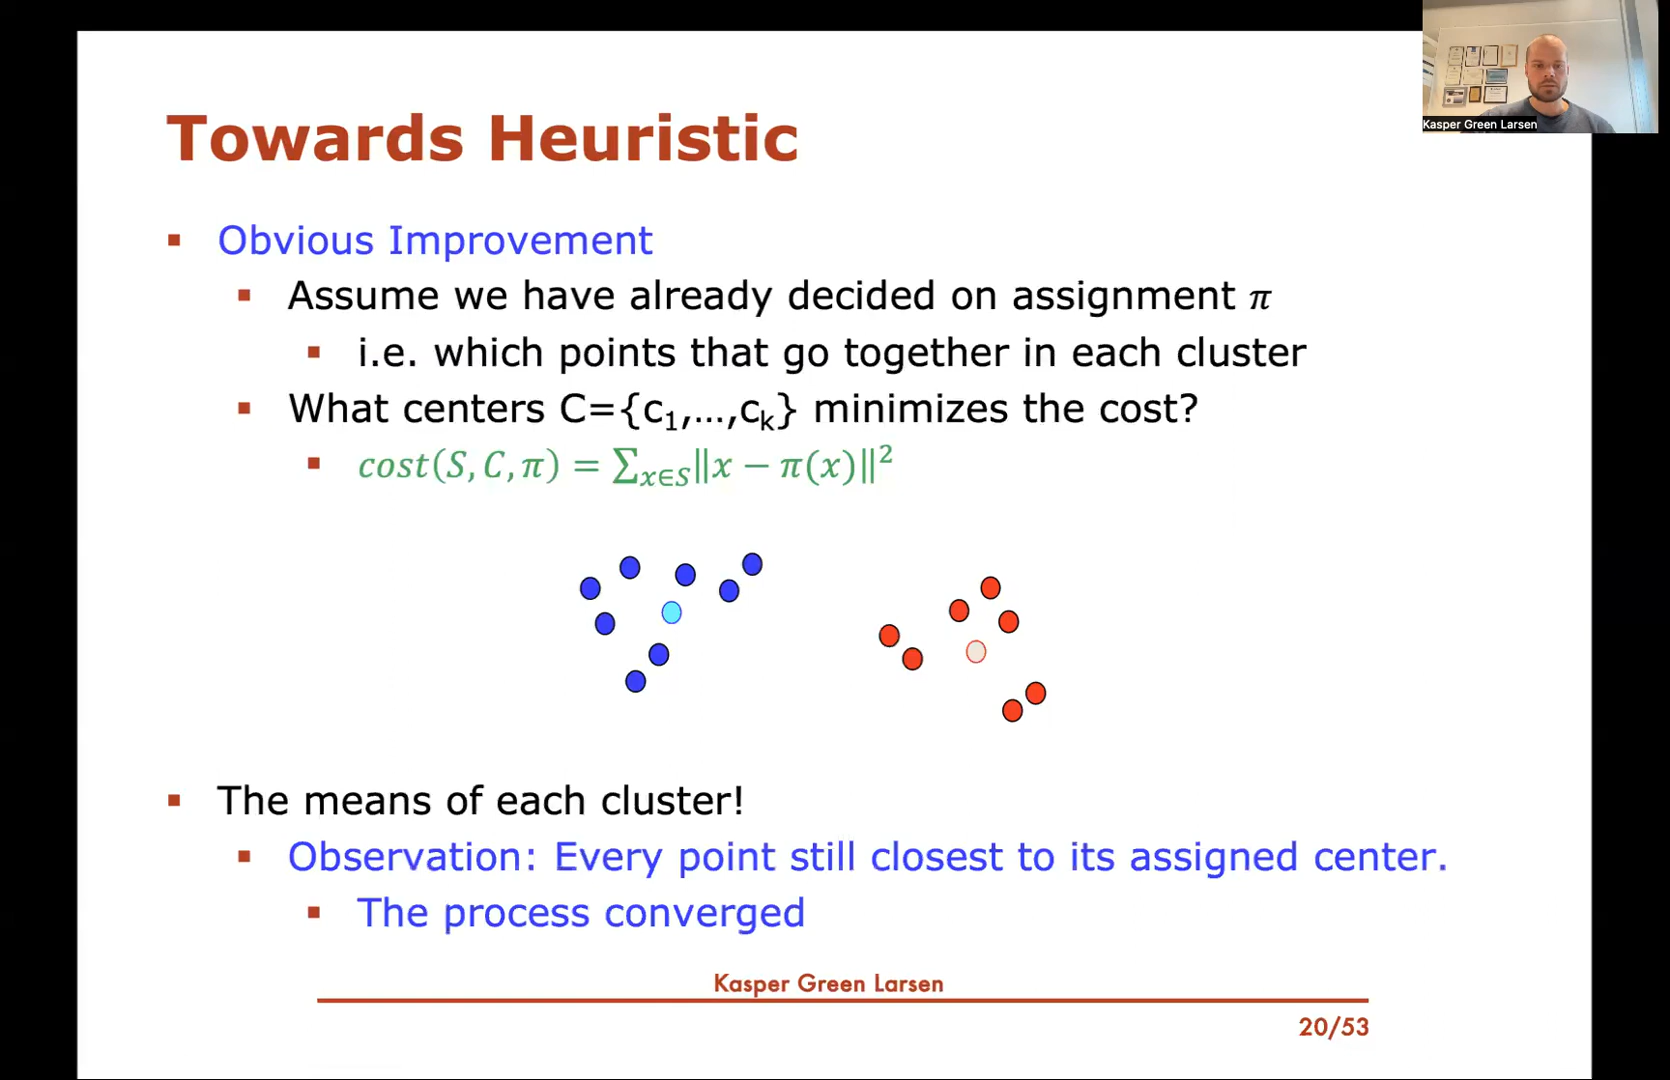 Kasper Green Larsen
Towards Heuristic
▪ Obvious Improvement
▪ Assume we have already decided on assignment π
▪ i.e. which points that go together in each cluster
▪ What centers C={c₁,...,cₖ} minimizes the cost?
▪ cost(S, C, π) = ∑ₓ∈S‖x − π(x)‖²
▪ The means of each cluster!
▪ Observation: Every point still closest to its assigned center.
▪ The process converged
Kasper Green Larsen
20/53